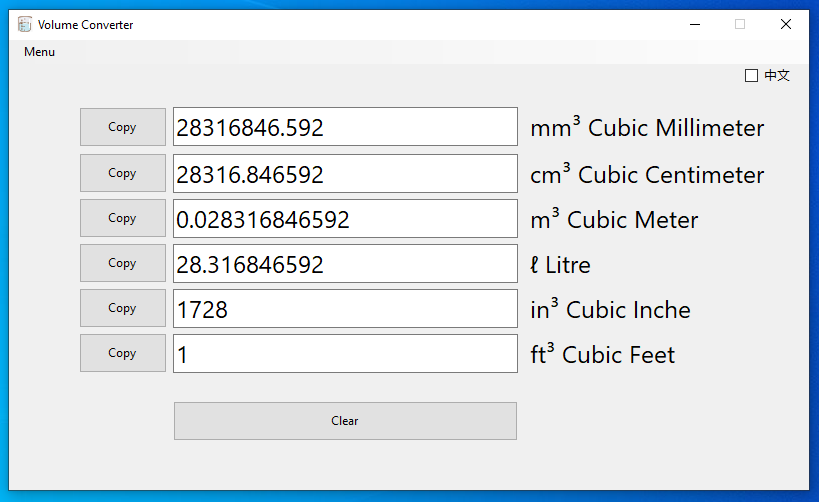 Volume Converter
Menu
中文
Copy 28316846.592 mm³ Cubic Millimeter
Copy 28316.846592 cm³ Cubic Centimeter
Copy 0.028316846592 m³ Cubic Meter
Copy 28.316846592 ℓ Litre
Copy 1728 in³ Cubic Inche
Copy 1 ft³ Cubic Feet
Clear